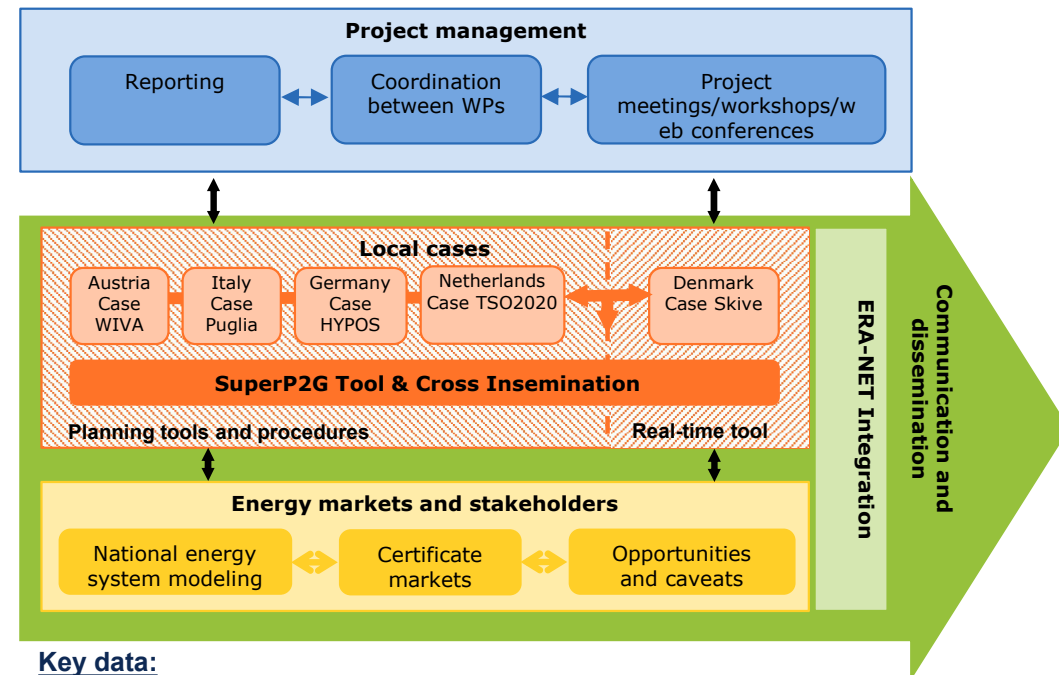 Project management
Reporting
Coordination
between WPs
Project
meetings/workshops/w
eb conferences
Local cases
Austria
Case
WIVA
Italy
Case
Puglia
Germany
Case
HYPOS
Netherlands
Case TSO2020
Denmark
Case Skive
SuperP2G Tool & Cross Insemination
Planning tools and procedures
Real-time tool
Energy markets and stakeholders
National energy
system modeling
Certificate
markets
Opportunities
and caveats
ERA-NET Integration
Communication and
dissemination
Key data: